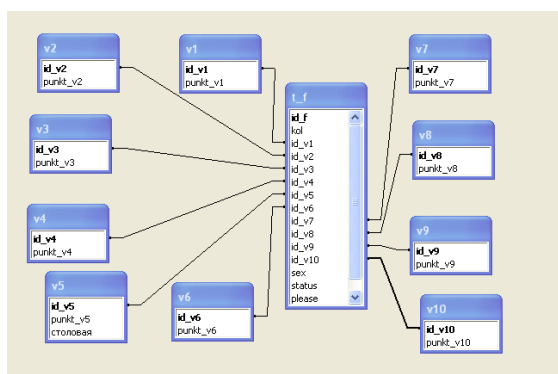 v2
id_v2
punkt_v2
v1
id_v1
punkt_v1
v3
id_v3
punkt_v3
v4
id_v4
punkt_v4
v5
id_v5
punkt_v5
столовая
v6
id_v6
punkt_v6
t_f
id_f
kol
id_v1
id_v2
id_v3
id_v4
id_v5
id_v6
id_v7
id_v8
id_v9
id_v10
sex
status
please
v7
id_v7
punkt_v7
v8
id_v8
punkt_v8
v9
id_v9
punkt_v9
v10
id_v10
punkt_v10